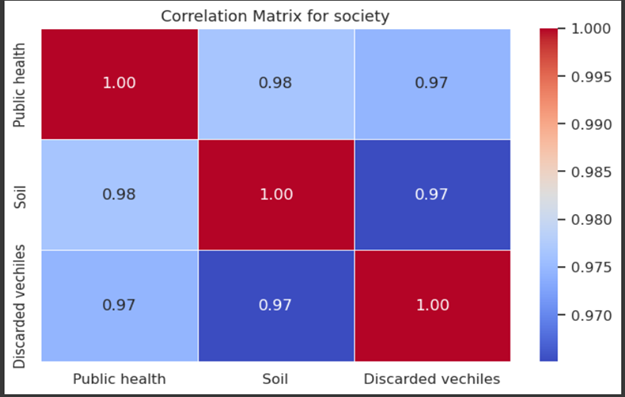 Correlation Matrix for society
Public health
1.00
0.98
0.97
Soil
0.98
1.00
0.97
Discarded vechiles
0.97
0.97
1.00
Public health
Soil
Discarded vechiles
1.000
0.995
0.990
0.985
0.980
0.975
0.970